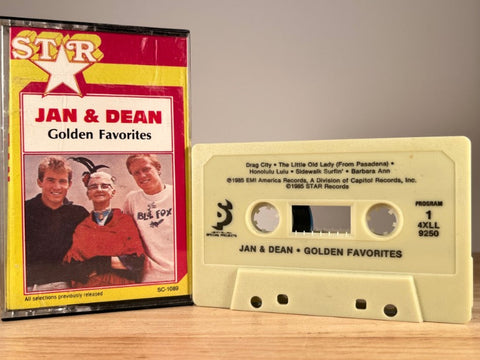 STAR
JAN & DEAN
Golden Favorites
All selections previously released
SC-1089
Drag City • The Little Old Lady (From Pasadena) •
Honolulu Lulu • Sidewalk Surfin' • Barbara Ann
℗1985 EMI America Records, A Division of Capitol Records, Inc.
©1985 STAR Records
PROGRAM
1
4XLL
9250
SPECIAL PROJECTS
JAN & DEAN • GOLDEN FAVORITES